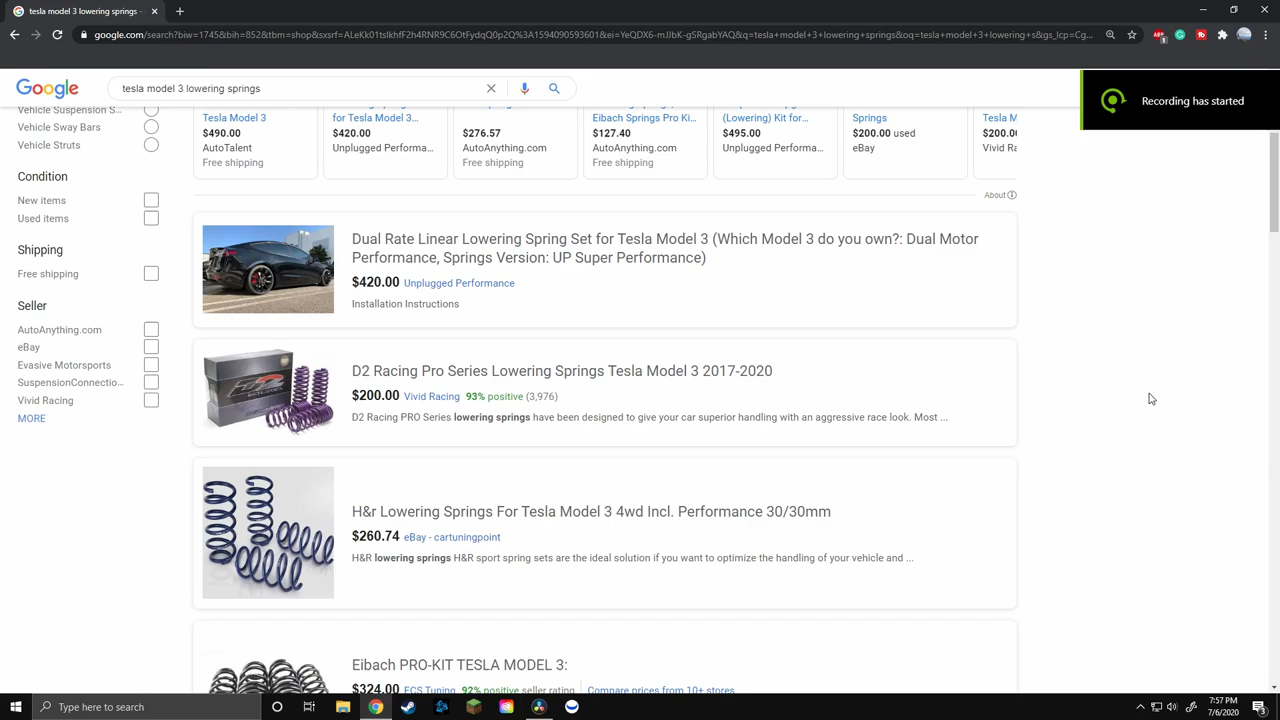 tesla model 3 lowering springs -
google.com/search?biw=1745&bih=852&tbm=shop&sxsrf=ALeKk01tslkhfF2h4RNR9C6OtFydqQ0p2Q%3A1594090593601&ei=YeQDX6-mJJbK-gSRgabYAQ&q=tesla+model+3+lowering+springs&oq=tesla+model+3+lowering+s&gs_lcp=Cg...
Google
tesla model 3 lowering springs
Recording has started
Vehicle Suspension S...
Vehicle Sway Bars
Vehicle Struts
Condition
New items
Used items
Shipping
Free shipping
Seller
AutoAnything.com
eBay
Evasive Motorsports
SuspensionConnectio...
Vivid Racing
MORE
Tesla Model 3
$490.00
AutoTalent
Free shipping
for Tesla Model 3...
$420.00
Unplugged Performa...
$276.57
AutoAnything.com
Free shipping
Eibach Springs Pro Ki...
$127.40
AutoAnything.com
Free shipping
(Lowering) Kit for...
$495.00
Unplugged Performa...
Springs
$200.00 used
eBay
Tesla M
$200.0
Vivid Ra
About
Dual Rate Linear Lowering Spring Set for Tesla Model 3 (Which Model 3 do you own?: Dual Motor
Performance, Springs Version: UP Super Performance)
$420.00 Unplugged Performance
Installation Instructions
D2 Racing Pro Series Lowering Springs Tesla Model 3 2017-2020
$200.00 Vivid Racing 93% positive (3,976)
D2 Racing PRO Series lowering springs have been designed to give your car superior handling with an aggressive race look. Most ...
H&r Lowering Springs For Tesla Model 3 4wd Incl. Performance 30/30mm
$260.74 eBay - cartuningpoint
H&R lowering springs H&R sport spring sets are the ideal solution if you want to optimize the handling of your vehicle and ...
Eibach PRO-KIT TESLA MODEL 3:
$324.00 ECS Tuning 92% positive seller rating Compare prices from 10+ stores
Type here to search
7:57 PM
7/6/2020